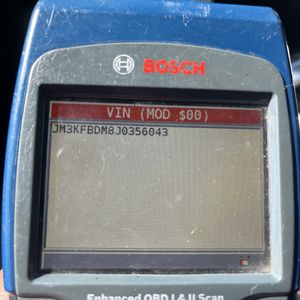 BOSCH
VIN (MOD $00)
JM3KFBDM8J0356043
Enhanced OBD I & II Scan